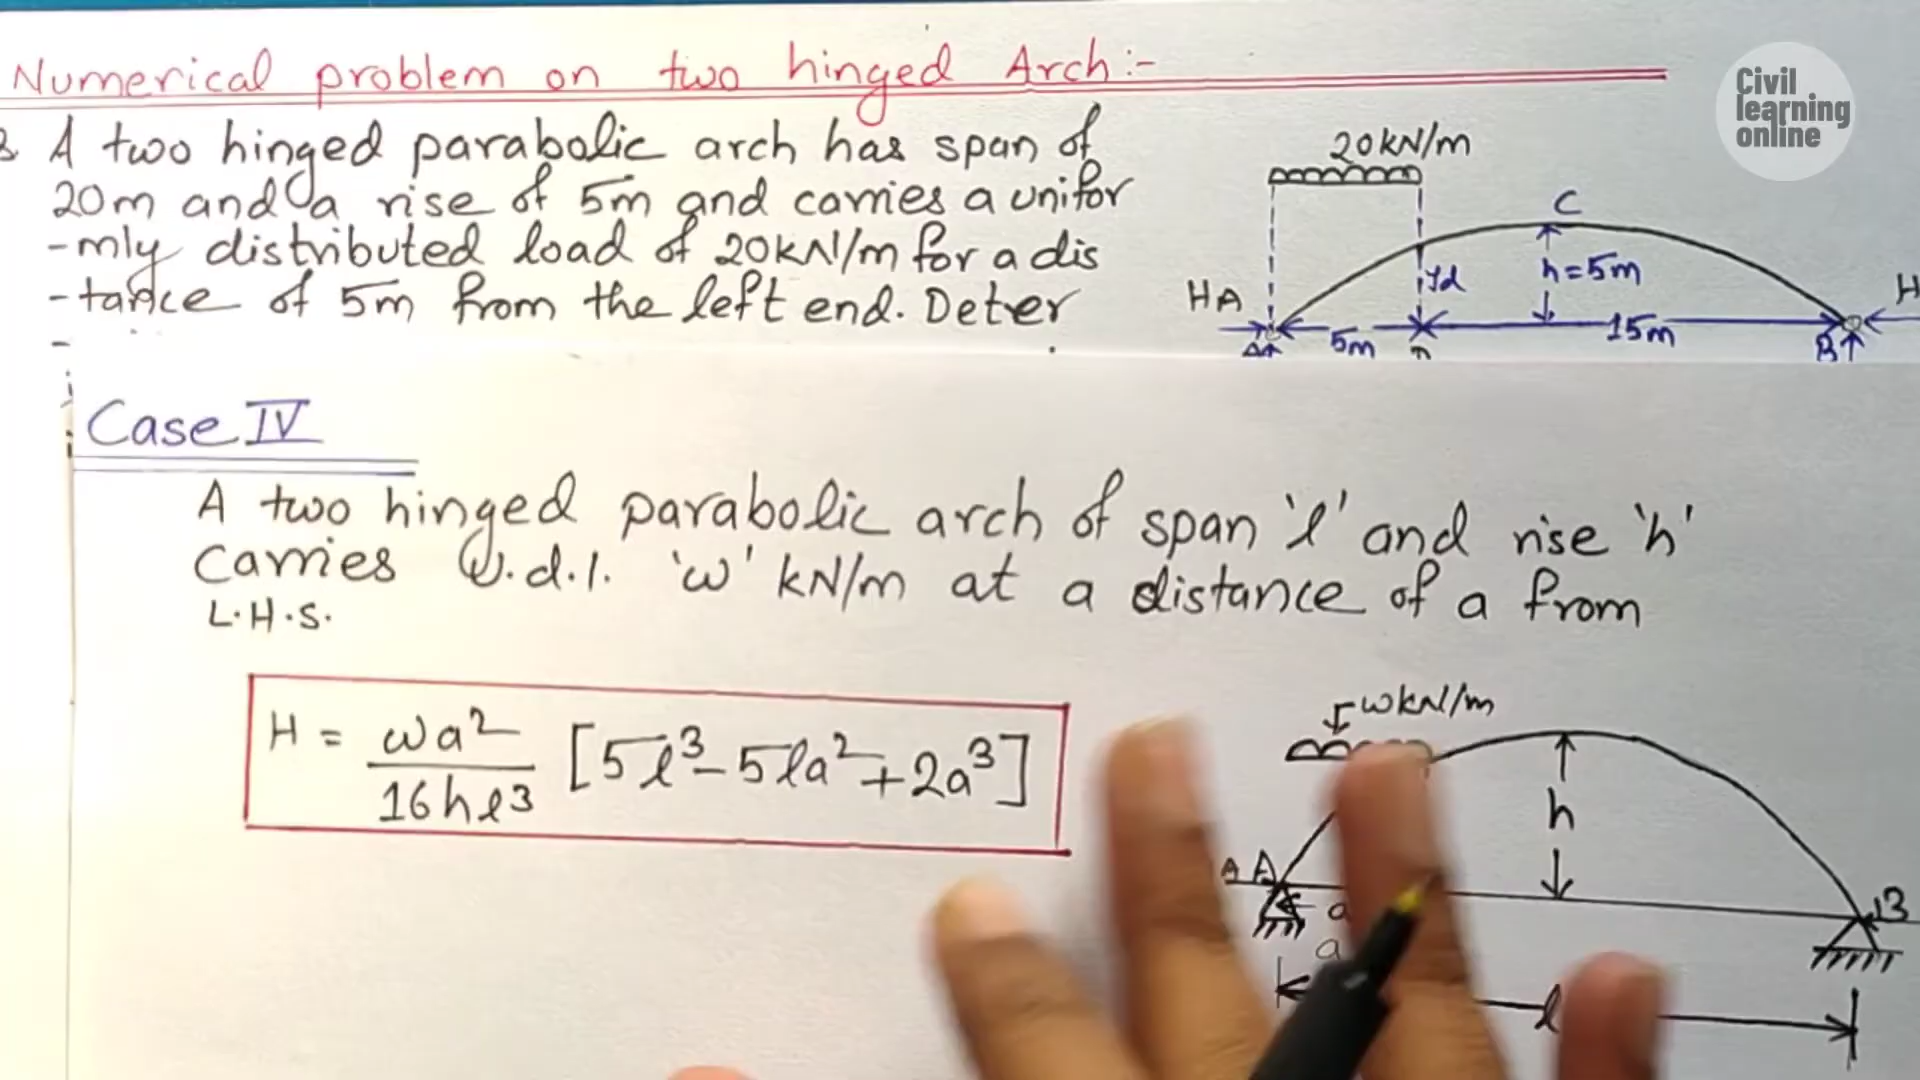 Numerical problem on two hinged Arch:-
Civil
learning
online
A two hinged parabolic arch has span of
20m and a rise of 5m and carries a unifor
-mly distributed load of 20kN/m for a dis
-tance of 5m from the left end. Deter
20kN/m
C
h=5m
yd
HA
H
A
5m
15m
B
Case IV
A two hinged parabolic arch of span 'l' and rise 'h'
Carries U.d.l. 'w' kN/m at a distance of a from
L.H.S.
H = wa²/16hl³ [5l³-5la²+2a³]
wkN/m
h
A A
B
a
a
l